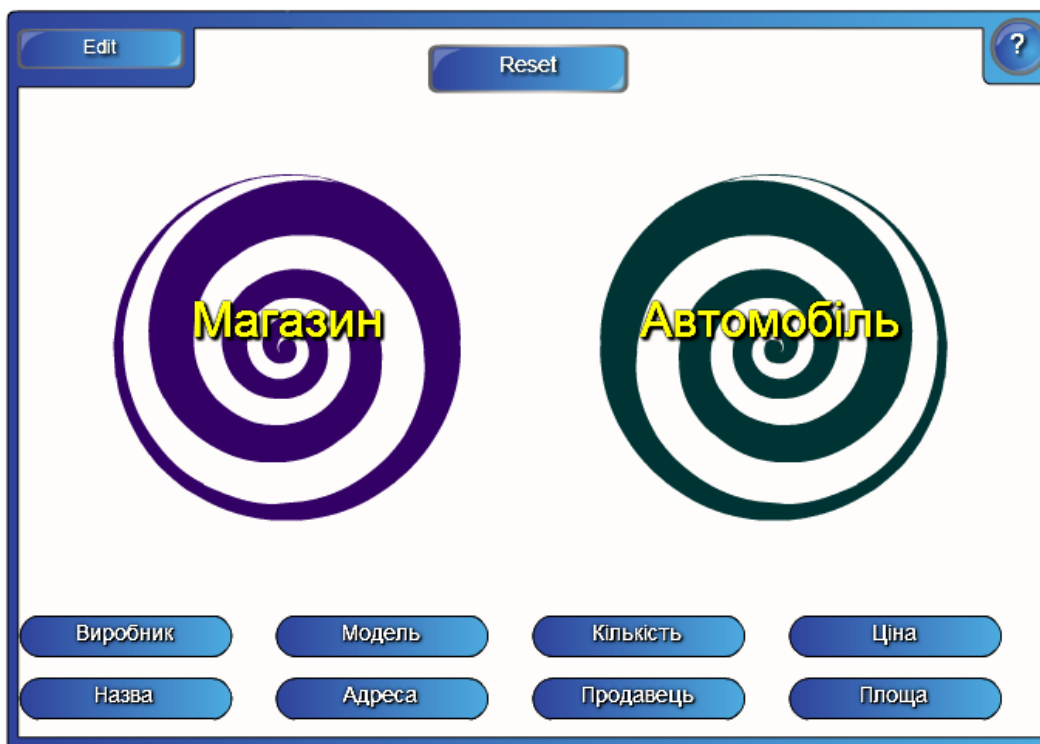 Edit
Reset
?
Магазин
Автомобіль
Виробник
Модель
Кількість
Ціна
Назва
Адреса
Продавець
Площа